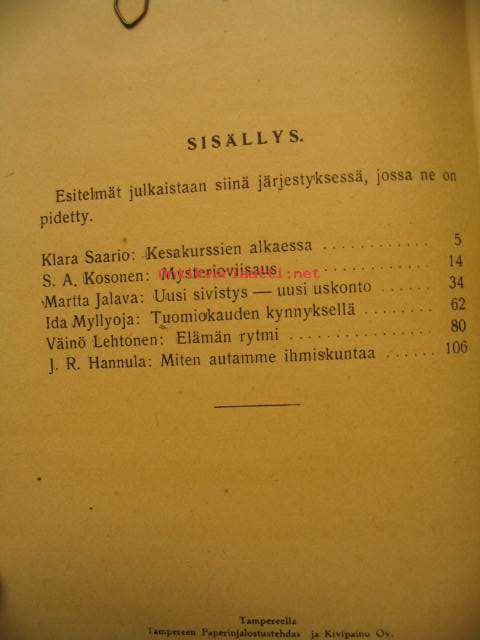 SISÄLLYS.
Esitelmät julkaistaan siinä järjestyksessä, jossa ne on
pidetty.
Klara Saario: Kesakurssien alkaessa . . . . . . . . . . . . 5
S. A. Kosonen: Mysterioviisaus . . . . . . . . . . . . 14
Martta Jalava: Uusi sivistys — uusi uskonto . . . . . . 34
Ida Myllyoja: Tuomiokauden kynnyksellä . . . . . . . . 62
Väinö Lehtonen: Elämän rytmi . . . . . . . . . . . . 80
J. R. Hannula: Miten autamme ihmiskuntaa . . . . . . 106
Tampereella
Tampereen Paperinjalostustehdas ja Kivipaino Oy.